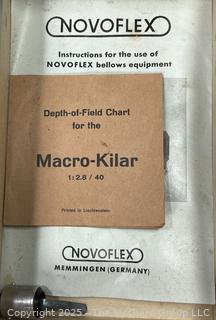 NOVOFLEX
Instructions for the use of
NOVOFLEX bellows equipment
Depth-of-Field Chart
for the
Macro-Kilar
1:2.8 / 40
Printed in Liechtenstein
NOVOFLEX
MEMMINGEN (GERMANY)
Copyright © 2025 - Vero